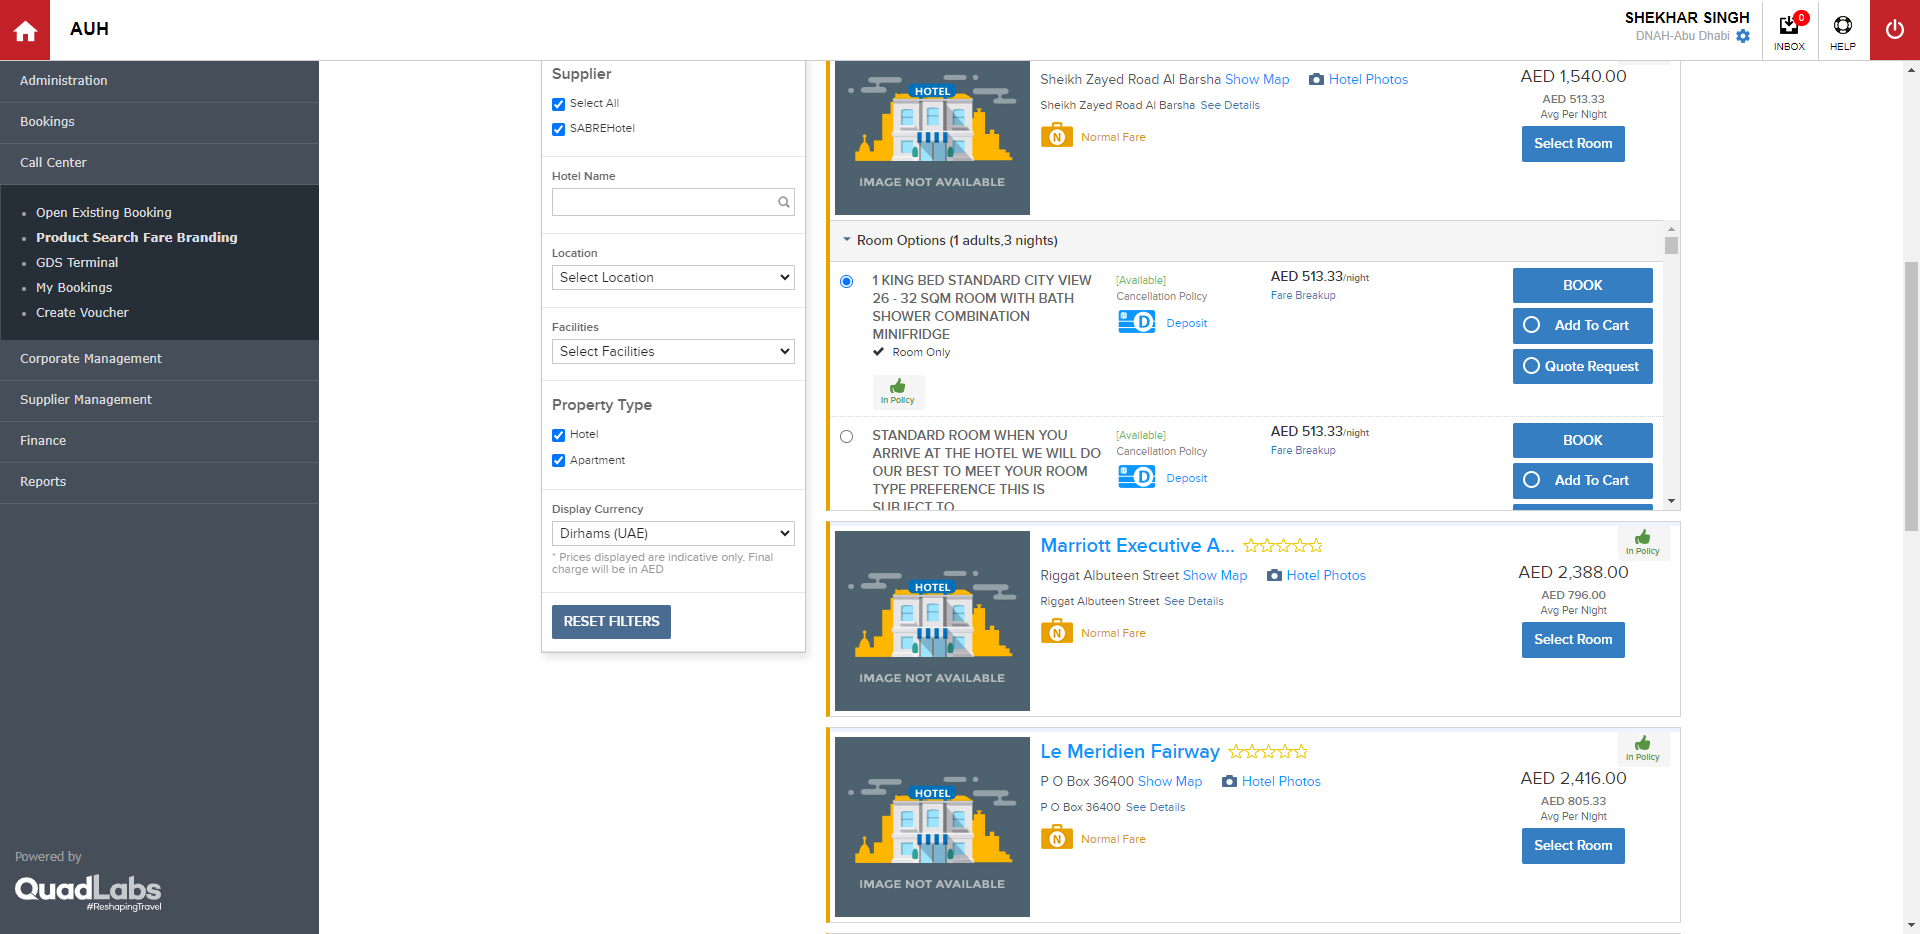 AUH
SHEKHAR SINGH
DNAH-Abu Dhabi
0
INBOX
HELP
Administration
Bookings
Call Center
Open Existing Booking
Product Search Fare Branding
GDS Terminal
My Bookings
Create Voucher
Corporate Management
Supplier Management
Finance
Reports
Powered by
QuadLabs
#ReshapingTravel
Supplier
Select All
SABREHotel
Hotel Name
Location
Select Location
Facilities
Select Facilities
Property Type
Hotel
Apartment
Display Currency
Dirhams (UAE)
* Prices displayed are indicative only. Final
charge will be in AED
RESET FILTERS
HOTEL
IMAGE NOT AVAILABLE
Sheikh Zayed Road Al Barsha Show Map Hotel Photos
Sheikh Zayed Road Al Barsha See Details
N Normal Fare
AED 1,540.00
AED 513.33
Avg Per Night
Select Room
Room Options (1 adults,3 nights)
1 KING BED STANDARD CITY VIEW
26 - 32 SQM ROOM WITH BATH
SHOWER COMBINATION
MINIFRIDGE
Room Only
In Policy
[Available]
Cancellation Policy
D Deposit
AED 513.33/night
Fare Breakup
BOOK
Add To Cart
Quote Request
STANDARD ROOM WHEN YOU
ARRIVE AT THE HOTEL WE WILL DO
OUR BEST TO MEET YOUR ROOM
TYPE PREFERENCE THIS IS
SUBJECT TO
[Available]
Cancellation Policy
D Deposit
AED 513.33/night
Fare Breakup
BOOK
Add To Cart
HOTEL
IMAGE NOT AVAILABLE
Marriott Executive A...
Riggat Albuteen Street Show Map Hotel Photos
Riggat Albuteen Street See Details
N Normal Fare
In Policy
AED 2,388.00
AED 796.00
Avg Per Night
Select Room
HOTEL
IMAGE NOT AVAILABLE
Le Meridien Fairway
P O Box 36400 Show Map Hotel Photos
P O Box 36400 See Details
N Normal Fare
In Policy
AED 2,416.00
AED 805.33
Avg Per Night
Select Room